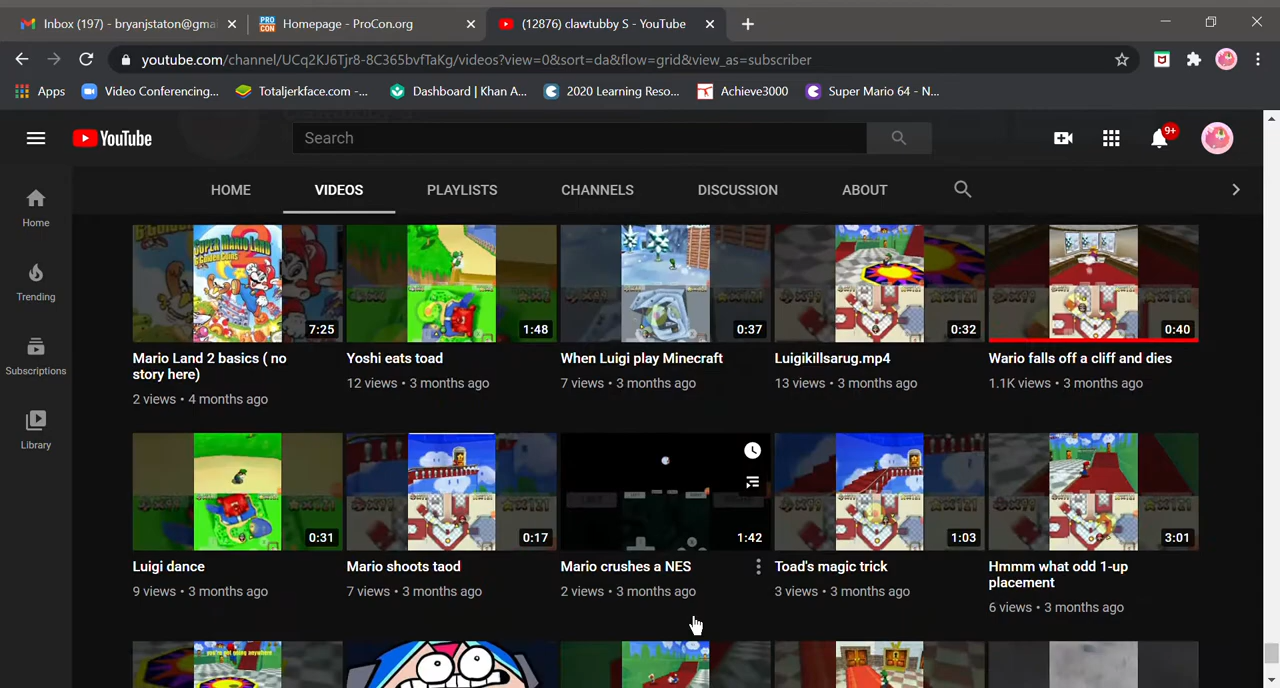 Inbox (197) - bryanjstaton@gma
Homepage - ProCon.org
(12876) clawtubby S - YouTube
youtube.com/channel/UCq2KJ6Tjr8-8C365bvfTaKg/videos?view=0&sort=da&flow=grid&view_as=subscriber
Apps
Video Conferencing...
Totaljerkface.com -...
Dashboard | Khan A...
2020 Learning Reso...
Achieve3000
Super Mario 64 - N...
YouTube
Search
9+
HOME
VIDEOS
PLAYLISTS
CHANNELS
DISCUSSION
ABOUT
Home
Trending
Subscriptions
Library
SUPER MARIO LAND 2
6 GOLDEN COINS
7:25
1:48
0:37
0:32
0:40
Mario Land 2 basics ( no story here)
2 views • 4 months ago
Yoshi eats toad
12 views • 3 months ago
When Luigi play Minecraft
7 views • 3 months ago
Luigikillsarug.mp4
13 views • 3 months ago
Wario falls off a cliff and dies
1.1K views • 3 months ago
0:31
0:17
1:42
1:03
3:01
Luigi dance
9 views • 3 months ago
Mario shoots taod
7 views • 3 months ago
Mario crushes a NES
2 views • 3 months ago
Toad's magic trick
3 views • 3 months ago
Hmmm what odd 1-up placement
6 views • 3 months ago